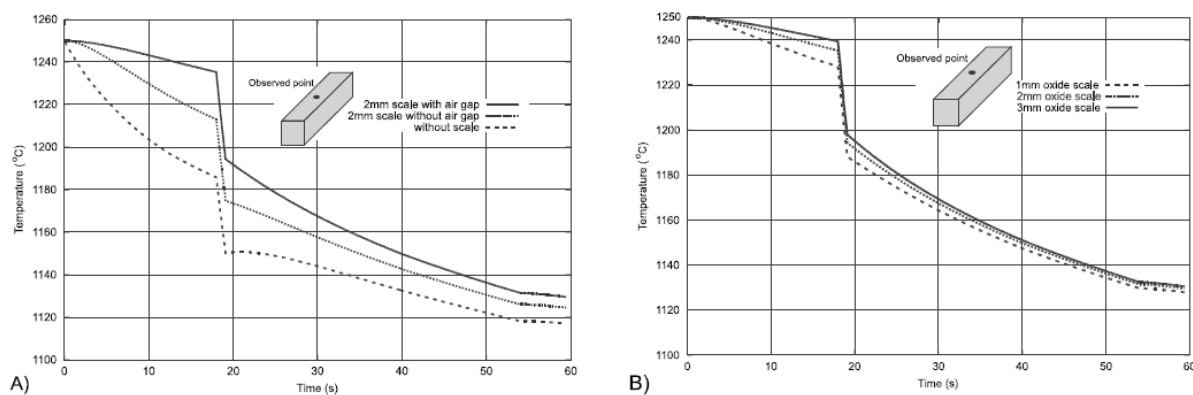 1260
1240
1220
1200
1180
1160
1140
1120
1100
Temperature (°C)
Observed point
2mm scale with air gap
2mm scale without air gap
without scale
0 10 20 30 40 50 60
Time (s)
A)
1250
1220
1200
1180
1160
1140
1120
1100
Temperature (°C)
Observed point
1mm oxide scale
2mm oxide scale
3mm oxide scale
0 10 20 30 40 50 60
Time (s)
B)